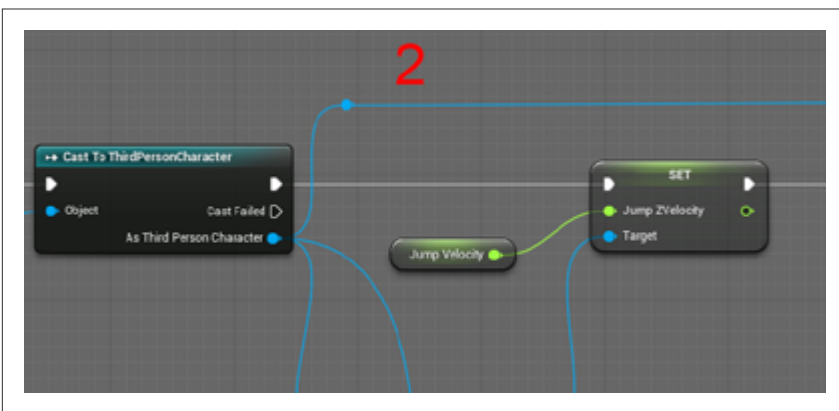 2
Cast To ThirdPersonCharacter
Object
Cast Failed
As Third Person Character
Jump Velocity
SET
Jump ZVelocity
Target